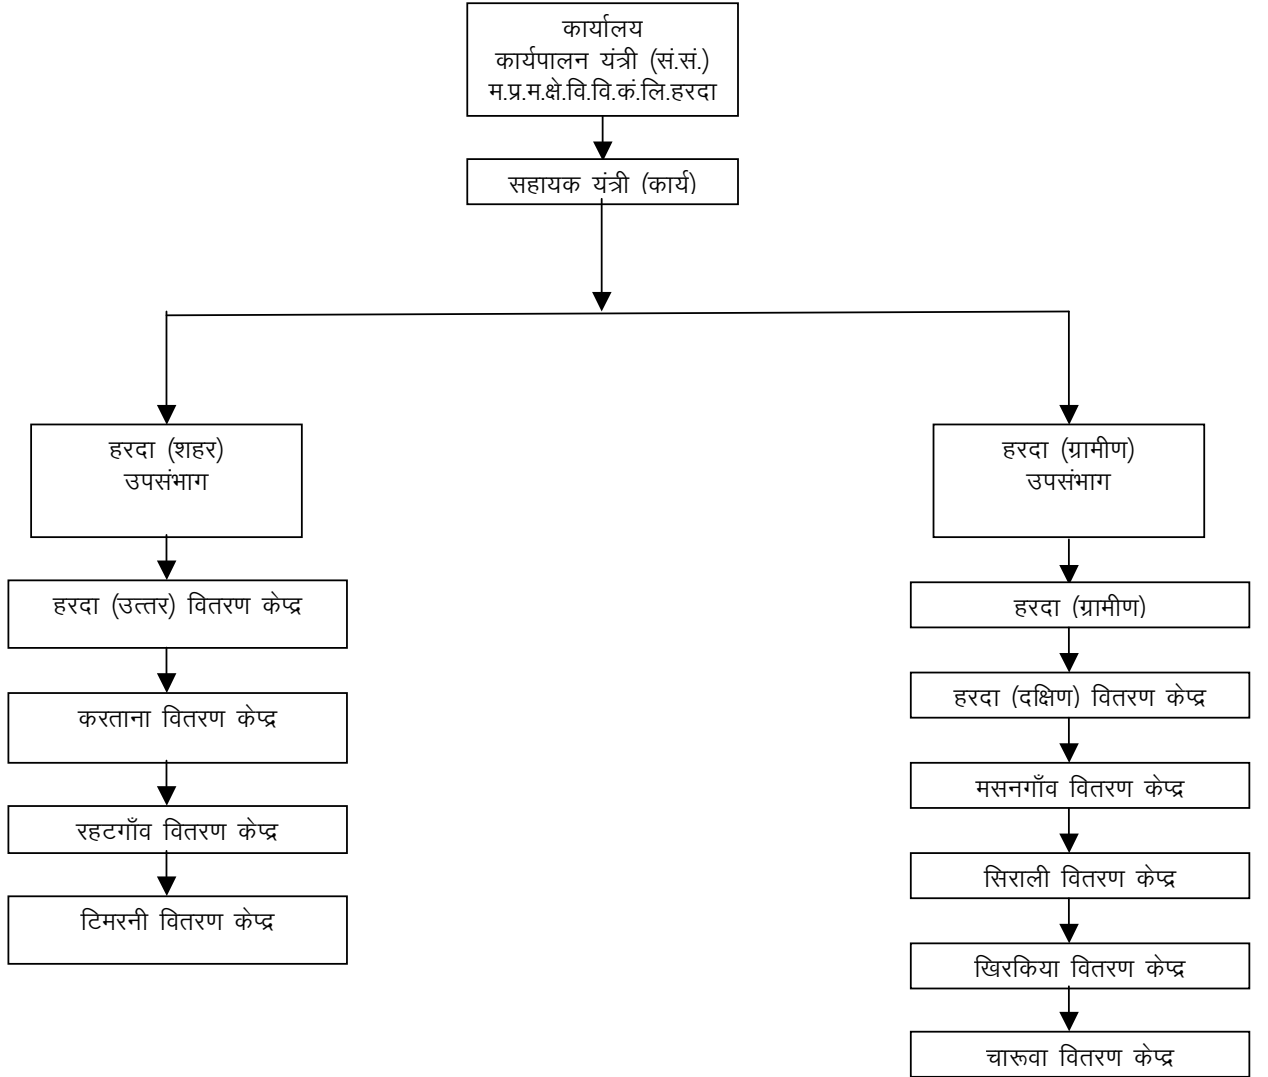 कार्यालय
कार्यपालन यंत्री (सं.सं.)
म.प्र.म.क्षे.वि.वि.कं.लि.हरदा
सहायक यंत्री (कार्य)
हरदा (शहर)
उपसंभाग
हरदा (उत्तर) वितरण केप्द्र
करताना वितरण केप्द्र
रहटगाँव वितरण केप्द्र
टिमरनी वितरण केप्द्र
हरदा (ग्रामीण)
उपसंभाग
हरदा (ग्रामीण)
हरदा (दक्षिण) वितरण केप्द्र
मसनगाँव वितरण केप्द्र
सिराली वितरण केप्द्र
खिरकिया वितरण केप्द्र
चारूवा वितरण केप्द्र